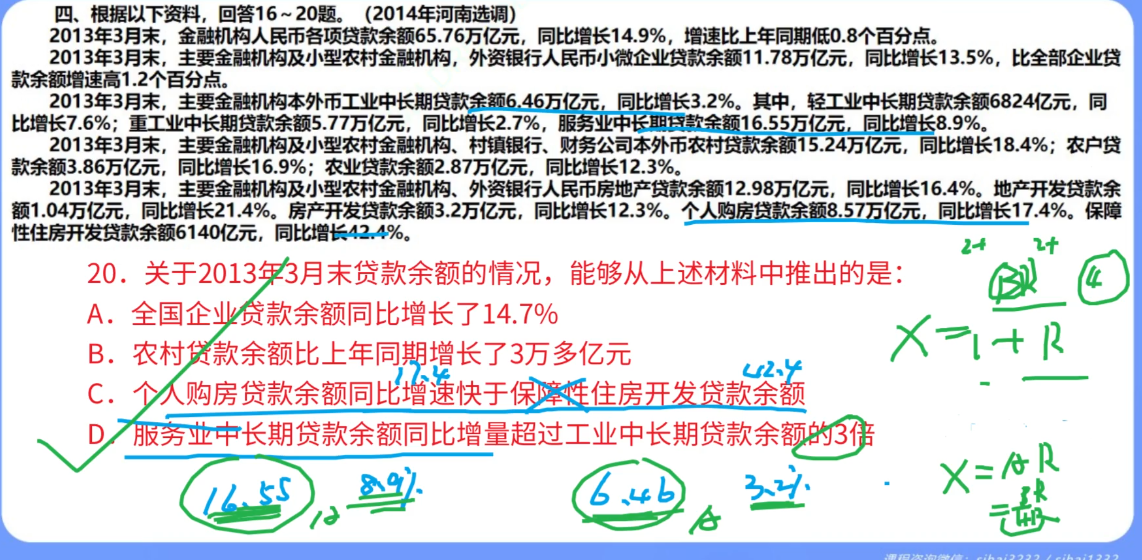 四、根据以下资料，回答16～20题。（2014年河南选调）
2013年3月末，金融机构人民币各项贷款余额65.76万亿元，同比增长14.9%，增速比上年同期低0.8个百分点。
2013年3月末，主要金融机构及小型农村金融机构，外资银行人民币小微企业贷款余额11.78万亿元，同比增长13.5%，比全部企业贷
款余额增速高1.2个百分点。
2013年3月末，主要金融机构本外币工业中长期贷款余额6.46万亿元，同比增长3.2%。其中，轻工业中长期贷款余额6824亿元，同
比增长7.6%；重工业中长期贷款余额5.77万亿元，同比增长2.7%，服务业中长期贷款余额16.55万亿元，同比增长8.9%。
2013年3月末，主要金融机构及小型农村金融机构、村镇银行、财务公司本外币农村贷款余额15.24万亿元，同比增长18.4%；农户贷
款余额3.86万亿元，同比增长16.9%；农业贷款余额2.87万亿元，同比增长12.3%。
2013年3月末，主要金融机构及小型农村金融机构、外资银行人民币房地产贷款余额12.98万亿元，同比增长16.4%。地产开发贷款余
额1.04万亿元，同比增长21.4%。房产开发贷款余额3.2万亿元，同比增长12.3%。个人购房贷款余额8.57万亿元，同比增长17.4%。保障
性住房开发贷款余额6140亿元，同比增长42.4%。
2+ 2+
20．关于2013年3月末贷款余额的情况，能够从上述材料中推出的是：
④
A．全国企业贷款余额同比增长了14.7%
X=1+R
B．农村贷款余额比上年同期增长了3万多亿元
17.4 42.4
C．个人购房贷款余额同比增速快于保障性住房开发贷款余额
D．服务业中长期贷款余额同比增量超过工业中长期贷款余额的3倍
16.55 8.9% 6.46 3.2%
X=AR
课程咨询微信：sihai3332 / sihai1332